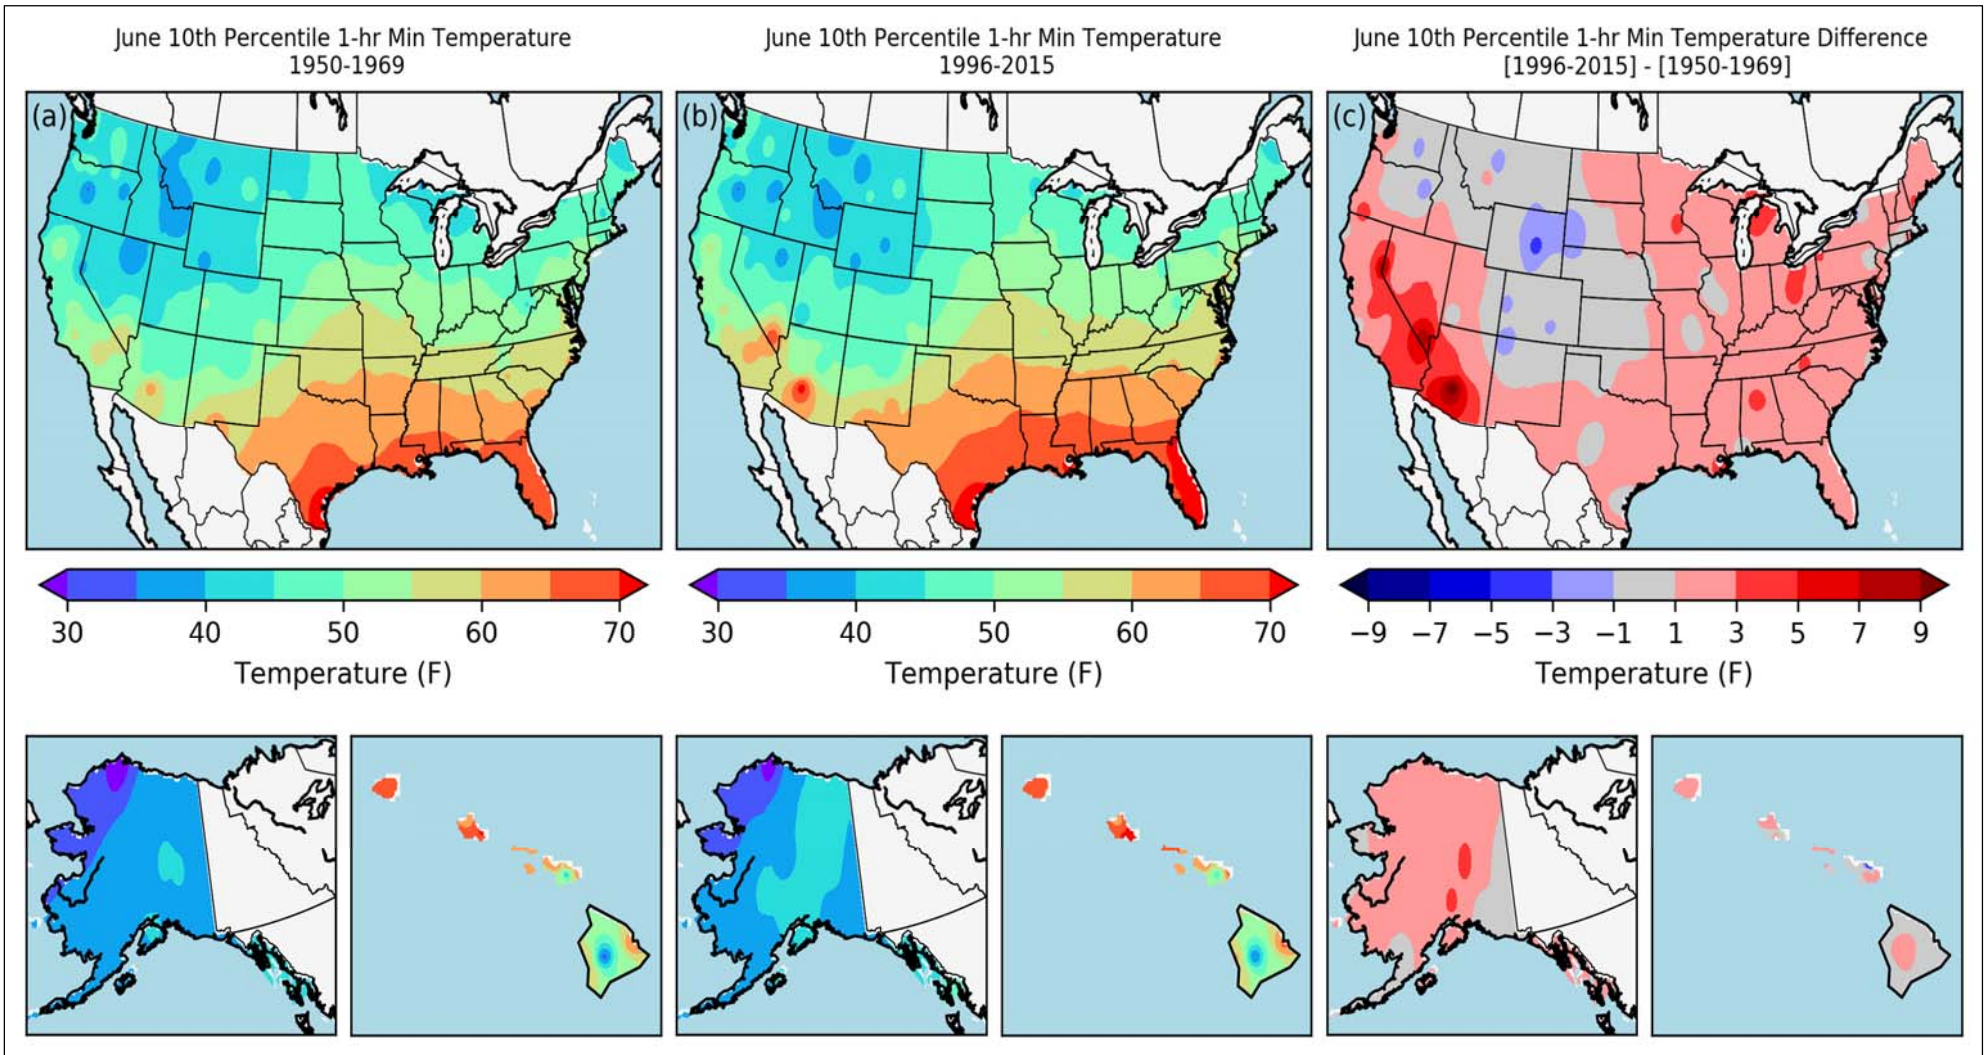 June 10th Percentile 1-hr Min Temperature
1950-1969
June 10th Percentile 1-hr Min Temperature
1996-2015
June 10th Percentile 1-hr Min Temperature Difference
[1996-2015] - [1950-1969]
(a)
(b)
(c)
30 40 50 60 70
Temperature (F)
30 40 50 60 70
Temperature (F)
−9 −7 −5 −3 −1 1 3 5 7 9
Temperature (F)